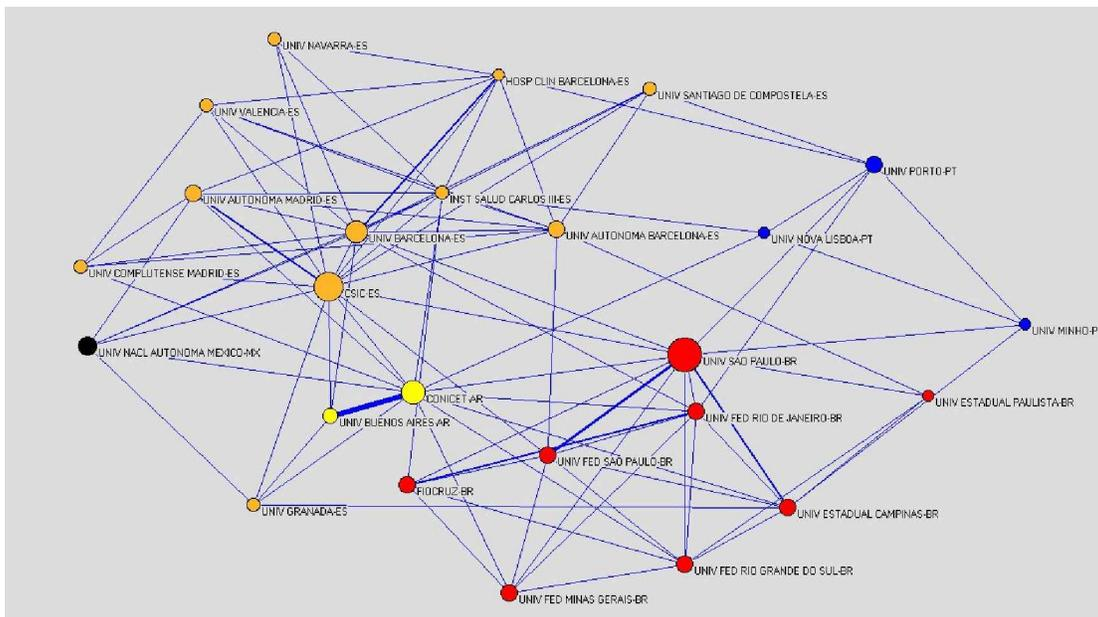 UNIV NAVARRA-ES
HOSP CLIN BARCELONA-ES
UNIV SANTIAGO DE COMPOSTELA-ES
UNIV VALENCIA-ES
UNIV PORTO-PT
UNIV AUTONOMA MADRID-ES
INST SALUD CARLOS III-ES
UNIV BARCELONA-ES
UNIV AUTONOMA BARCELONA-ES
UNIV NOVA LISBOA-PT
UNIV COMPLUTENSE MADRID-ES
CSIC-ES
UNIV MINHO-P
UNIV NACL AUTONOMA MEXICO-MX
UNIV SAO PAULO-BR
CONICET-AR
UNIV ESTADUAL PAULISTA-BR
UNIV BUENOS AIRES-AR
UNIV FED RIO DE JANEIRO-BR
UNIV FED SAO PAULO-BR
FIOCRUZ-BR
UNIV GRANADA-ES
UNIV ESTADUAL CAMPINAS-BR
UNIV FED RIO GRANDE DO SUL-BR
UNIV FED MINAS GERAIS-BR